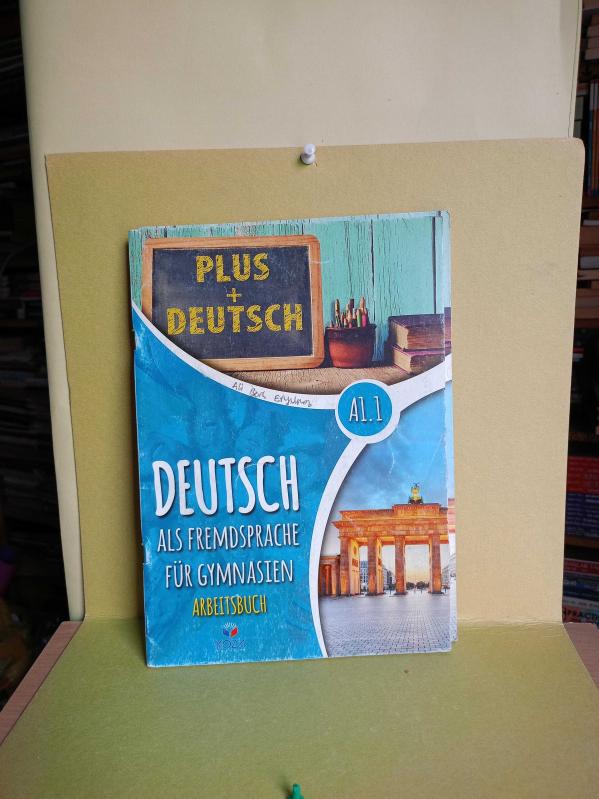 PLUS
+
DEUTSCH
A1.1
DEUTSCH
ALS FREMDSPRACHE
FÜR GYMNASIEN
ARBEITSBUCH